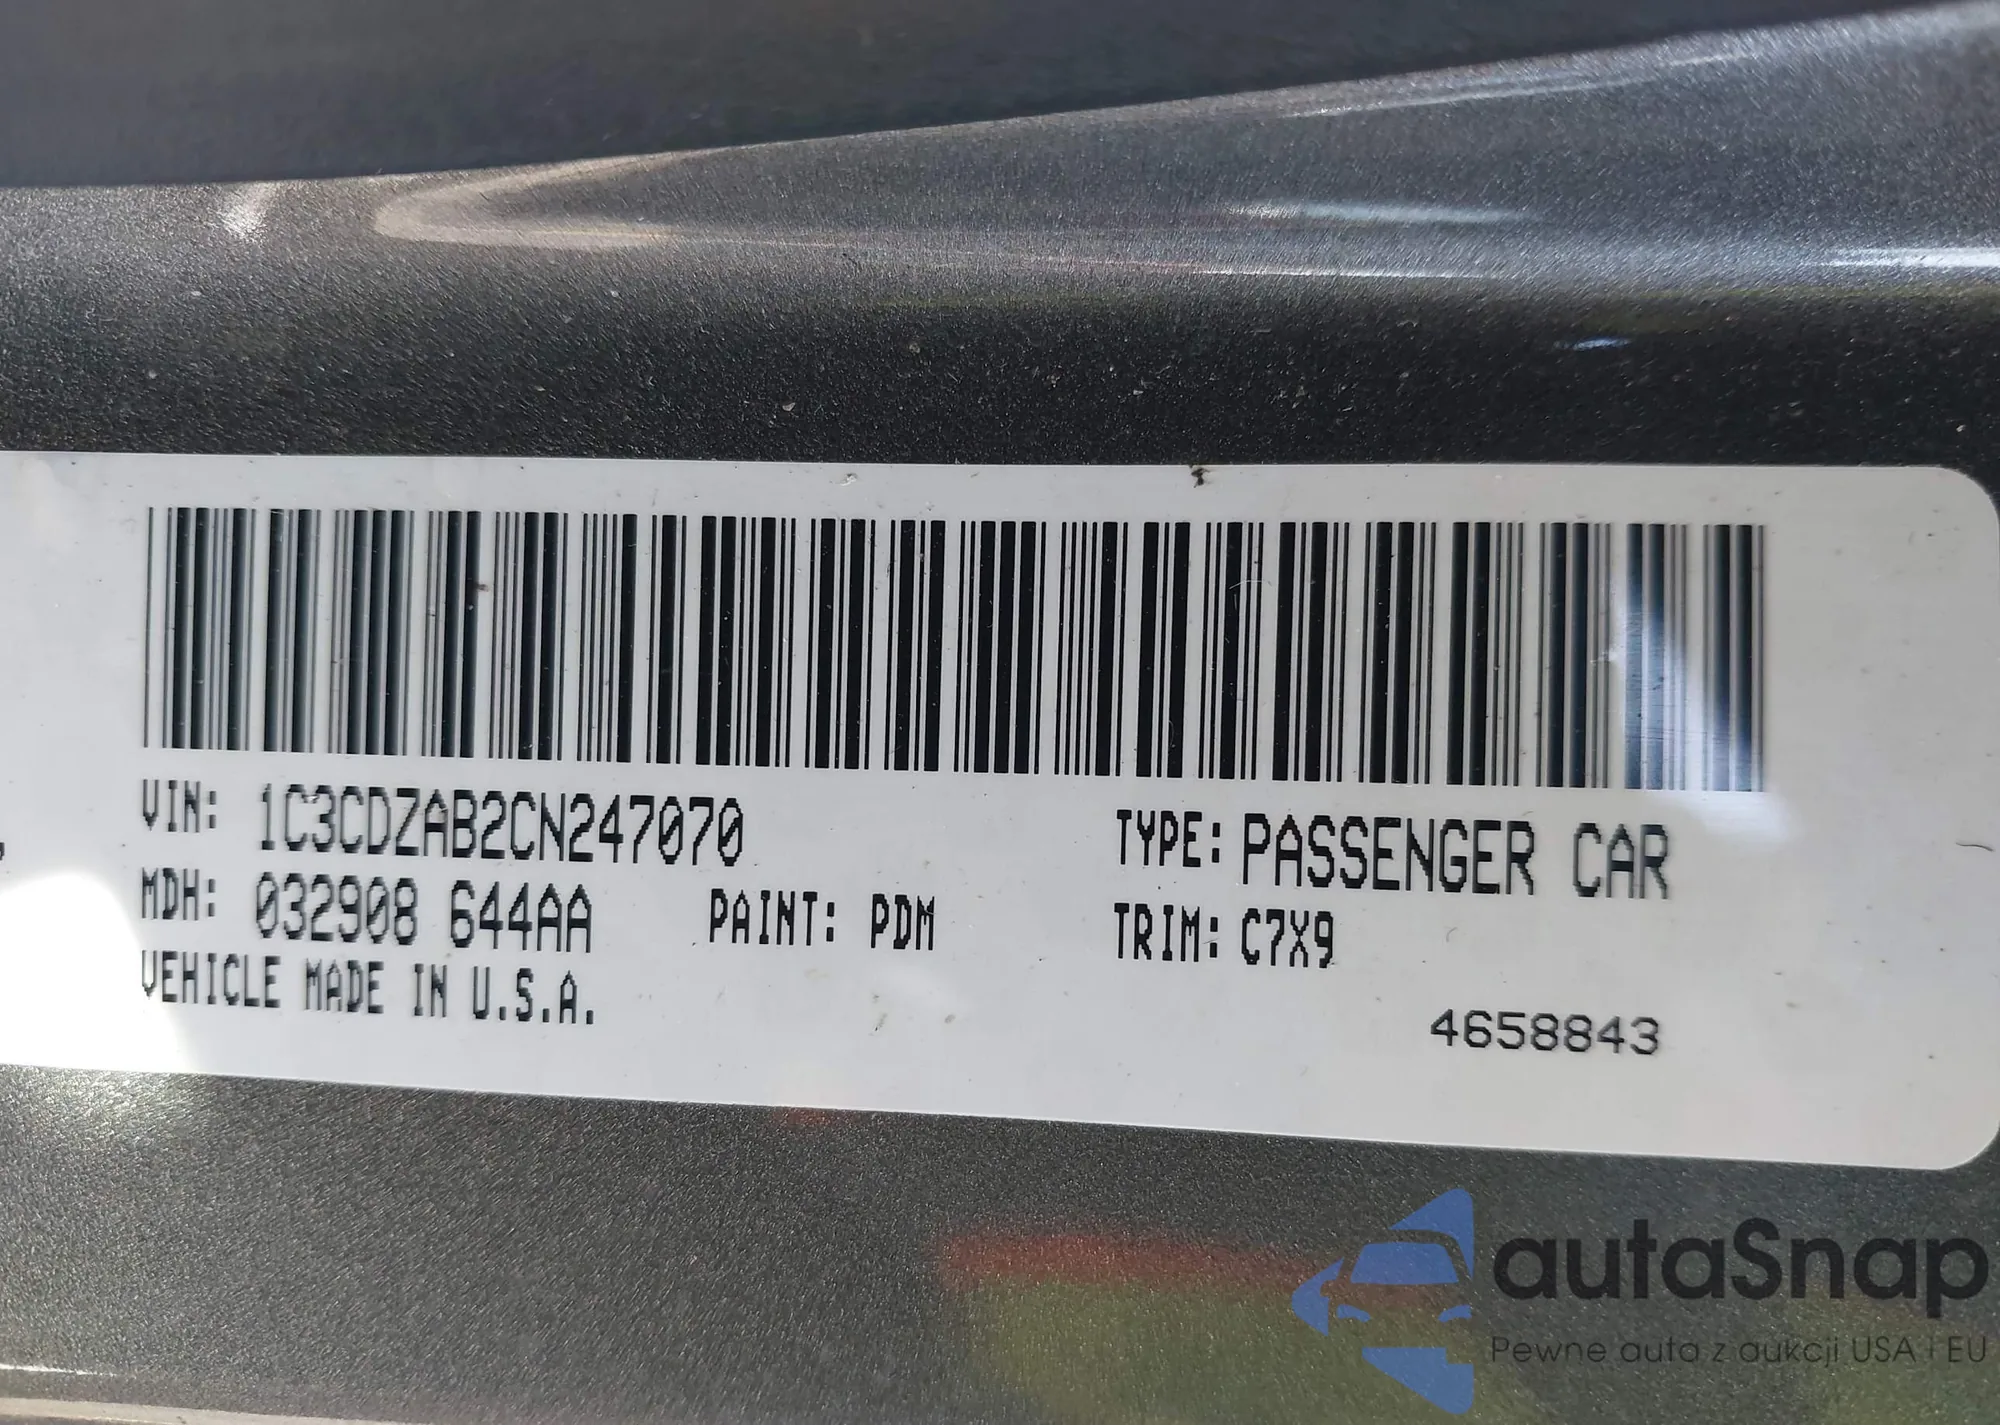 VIN: 1C3CDZAB2CN247070 TYPE: PASSENGER CAR
MDH: 032908 644AA PAINT: PDM TRIM: C7X9
VEHICLE MADE IN U.S.A.
4658843
autaSnap
Pewne auta z aukcji USA i EU